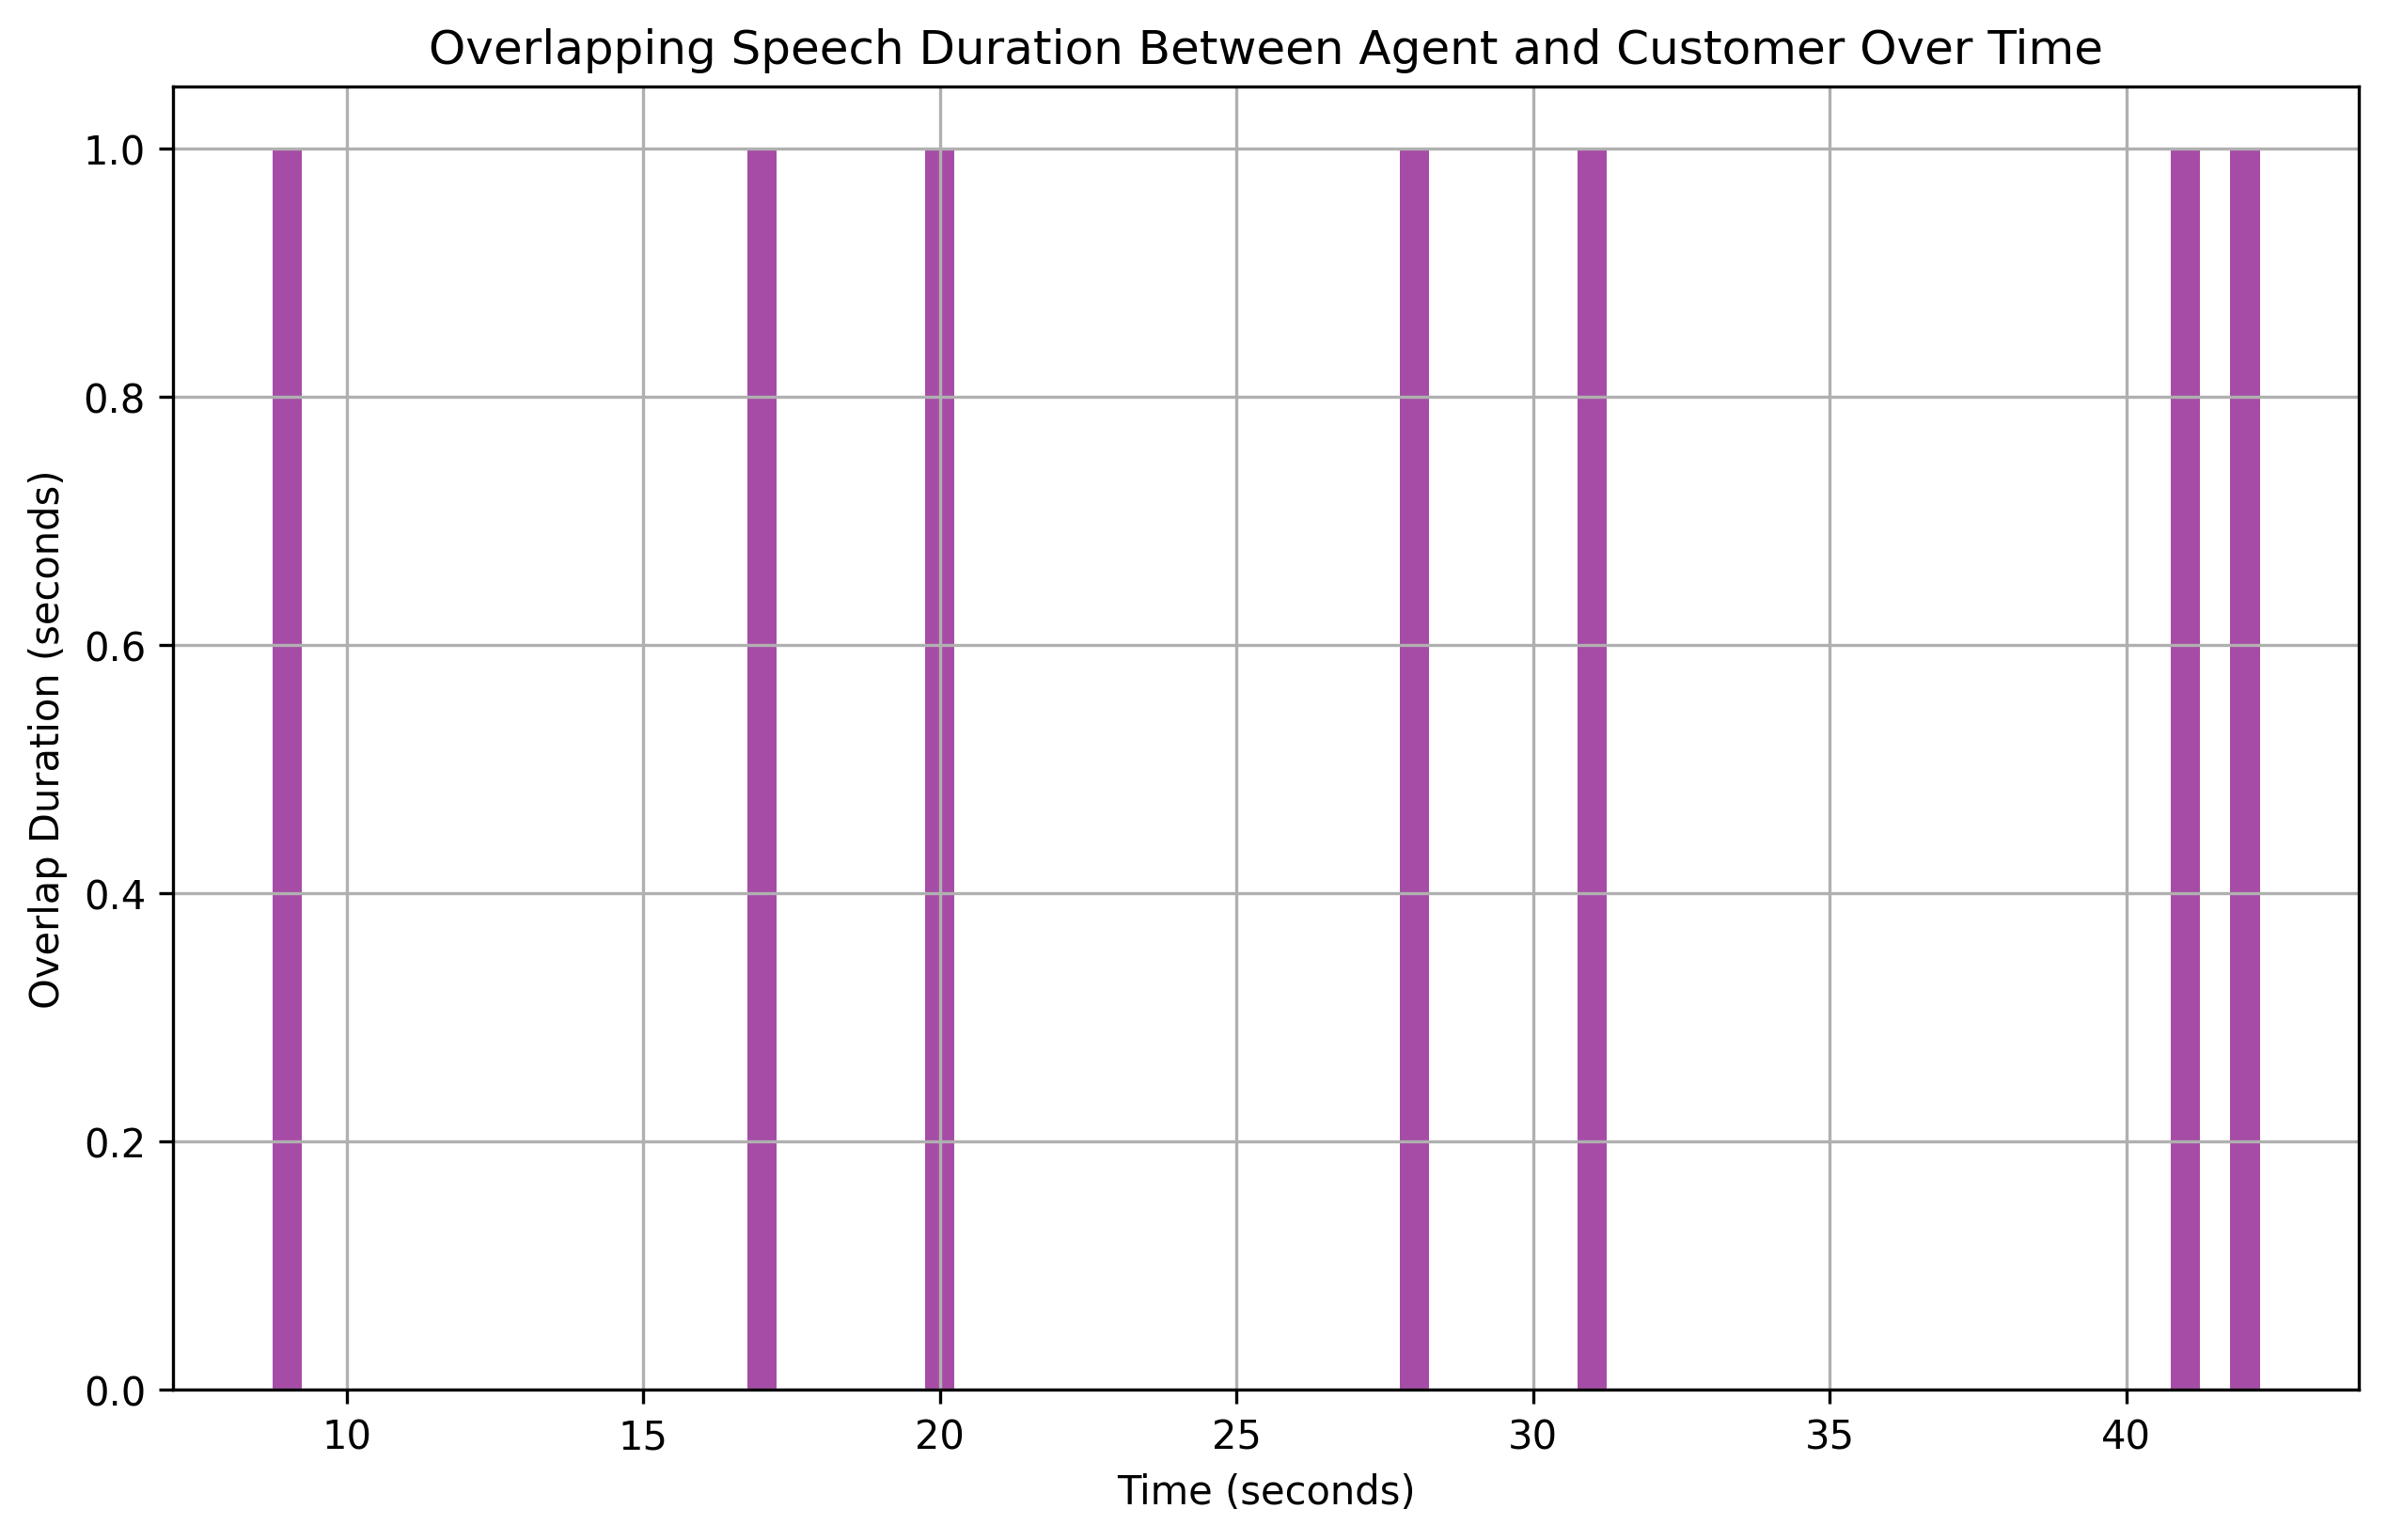 Overlapping Speech Duration Between Agent and Customer Over Time
1.0
0.8
0.6
0.4
0.2
0.0
Overlap Duration (seconds)
10 15 20 25 30 35 40
Time (seconds)